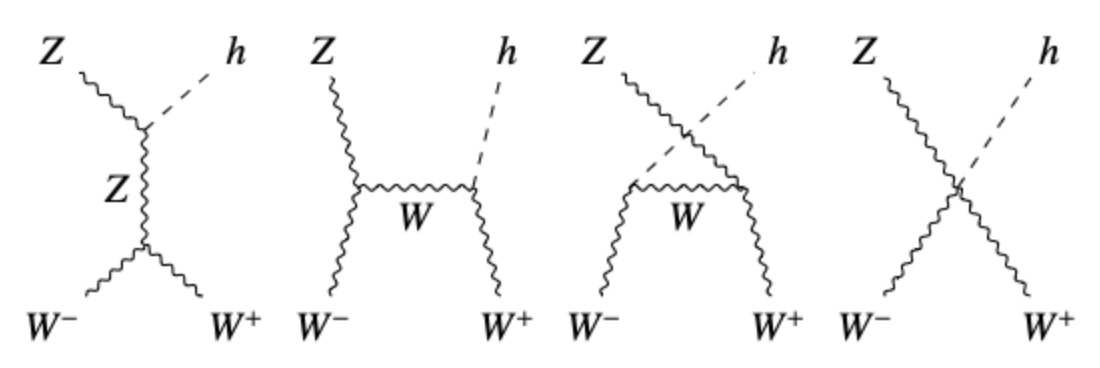 Z h Z h Z h Z h
Z
W W
W⁻ W⁺ W⁻ W⁺ W⁻ W⁺ W⁻ W⁺